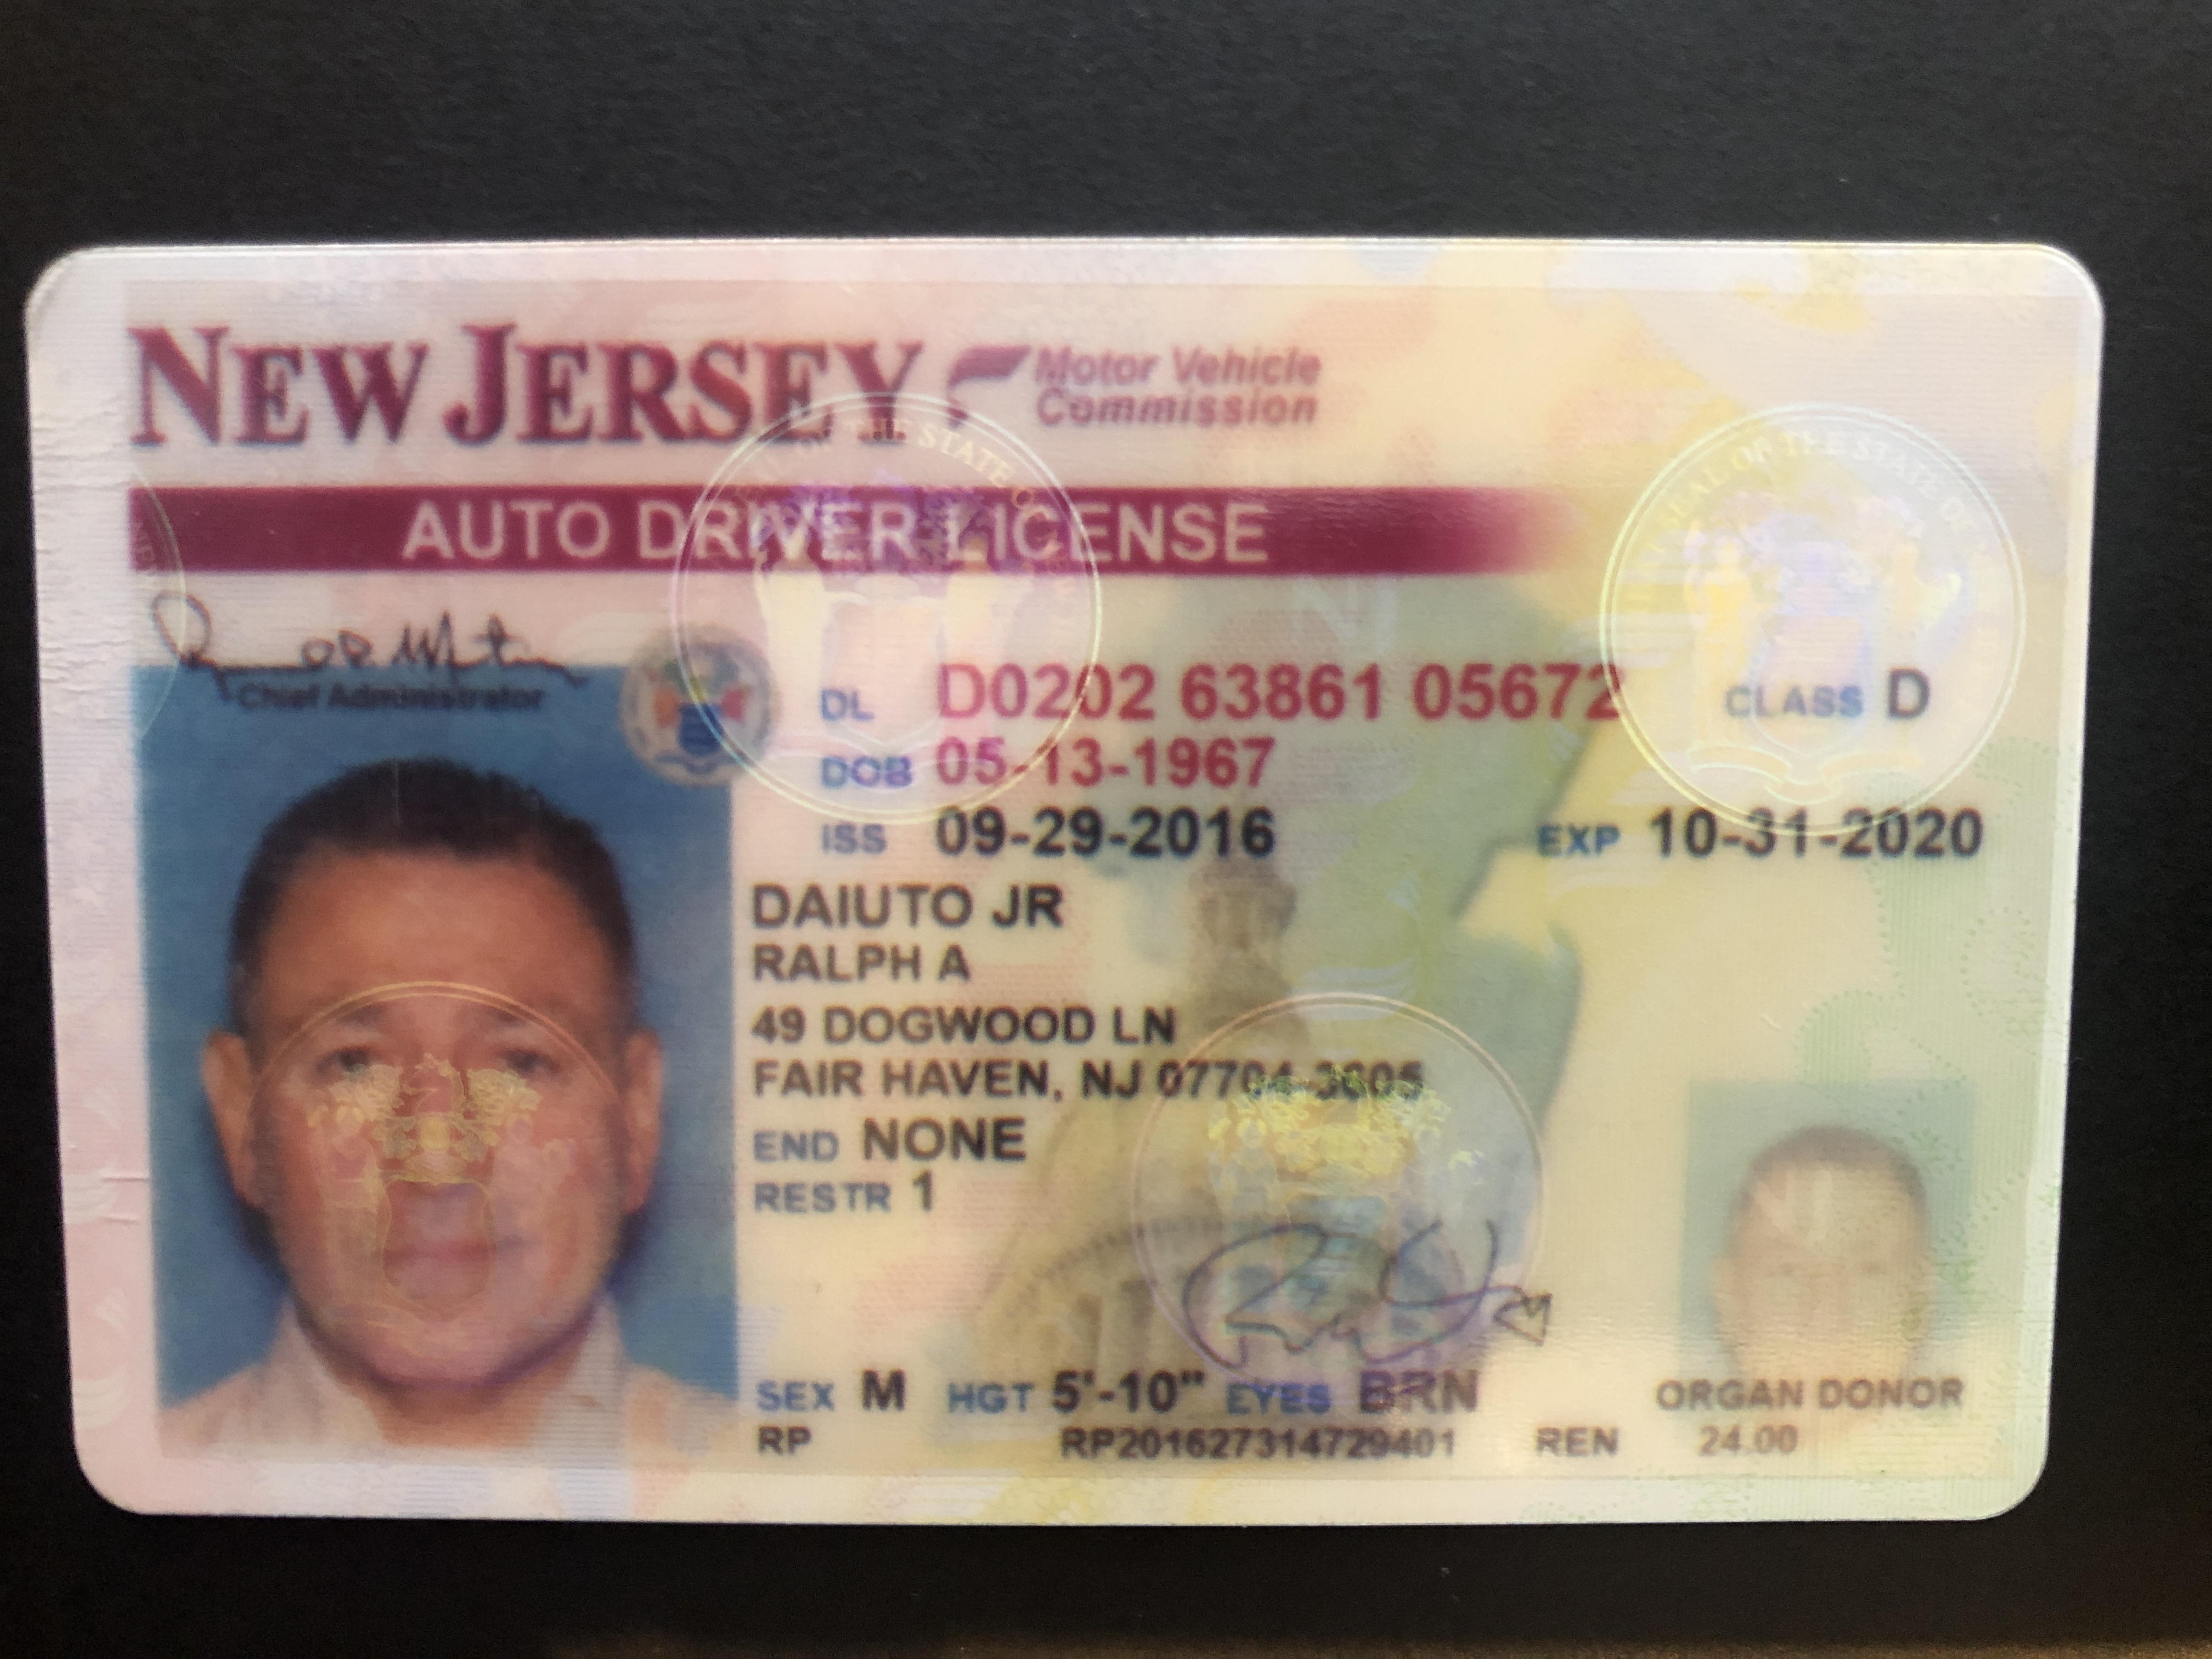 NEW JERSEY
Motor Vehicle
Commission
AUTO DRIVER LICENSE
Chief Administrator
DL D0202 63861 05672 CLASS D
DOB 05-13-1967
ISS 09-29-2016 EXP 10-31-2020
DAIUTO JR
RALPH A
49 DOGWOOD LN
FAIR HAVEN, NJ 07704-3605
END NONE
RESTR 1
SEX M HGT 5'-10" EYES BRN ORGAN DONOR
RP RP201627314729401 REN 24.00